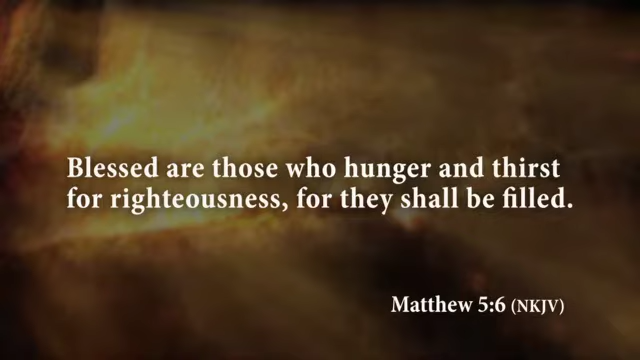 Blessed are those who hunger and thirst
for righteousness, for they shall be filled.
Matthew 5:6 (NKJV)